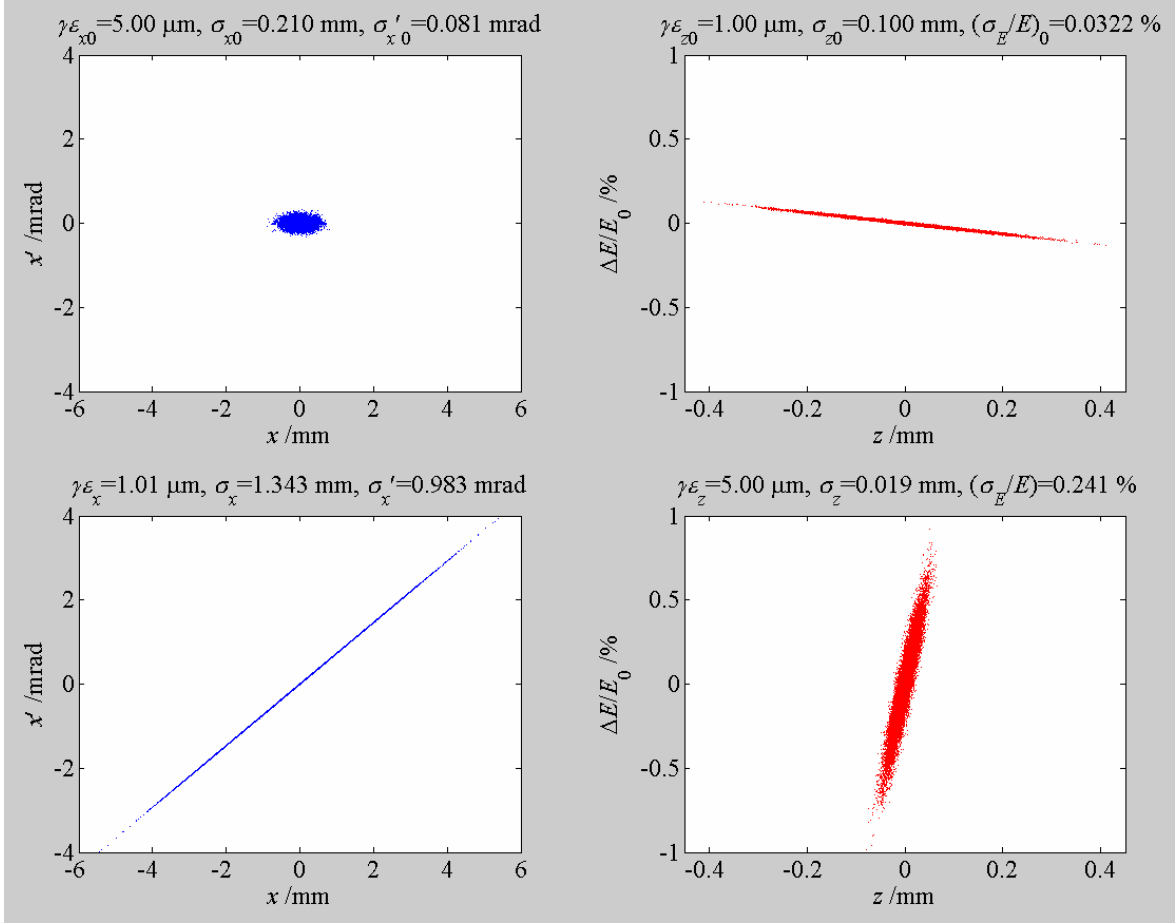 γε_x0=5.00 μm, σ_x0=0.210 mm, σ_x′_0=0.081 mrad
4
2
0
-2
-4
x′ /mrad
-6 -4 -2 0 2 4 6
x /mm
γε_z0=1.00 μm, σ_z0=0.100 mm, (σ_E/E)_0=0.0322 %
1
0.5
0
-0.5
-1
ΔE/E_0 /%
-0.4 -0.2 0 0.2 0.4
z /mm
γε_x=1.01 μm, σ_x=1.343 mm, σ_x′=0.983 mrad
4
2
0
-2
-4
x′ /mrad
-6 -4 -2 0 2 4 6
x /mm
γε_z=5.00 μm, σ_z=0.019 mm, (σ_E/E)=0.241 %
1
0.5
0
-0.5
-1
ΔE/E_0 /%
-0.4 -0.2 0 0.2 0.4
z /mm